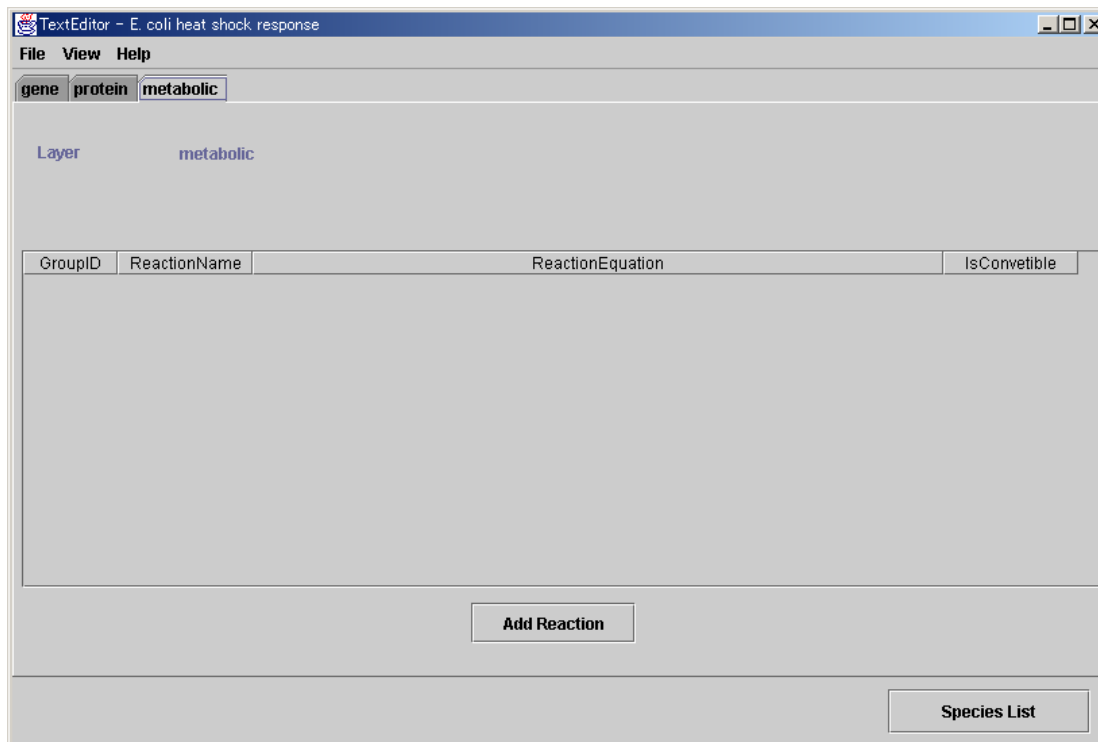 TextEditor - E. coli heat shock response
File View Help
gene protein metabolic
Layer metabolic
GroupID ReactionName ReactionEquation IsConvetible
Add Reaction
Species List